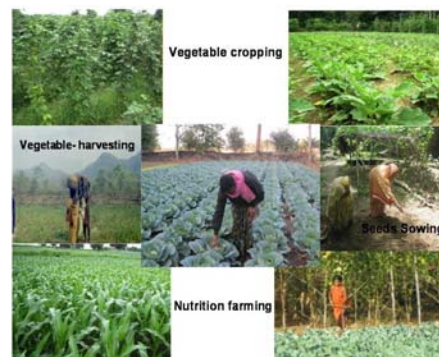 Vegetable cropping
Vegetable- harvesting
Seeds Sowing
Nutrition farming